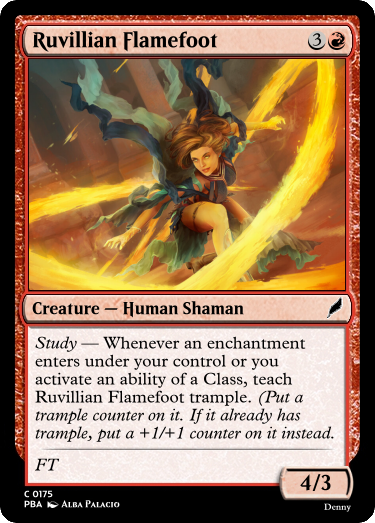 Ruvillian Flamefoot 3
Creature — Human Shaman
Study — Whenever an enchantment
enters under your control or you
activate an ability of a Class, teach
Ruvillian Flamefoot trample. (Put a
trample counter on it. If it already has
trample, put a +1/+1 counter on it instead.
FT
4/3
C 0175
PBA Alba Palacio
Denny